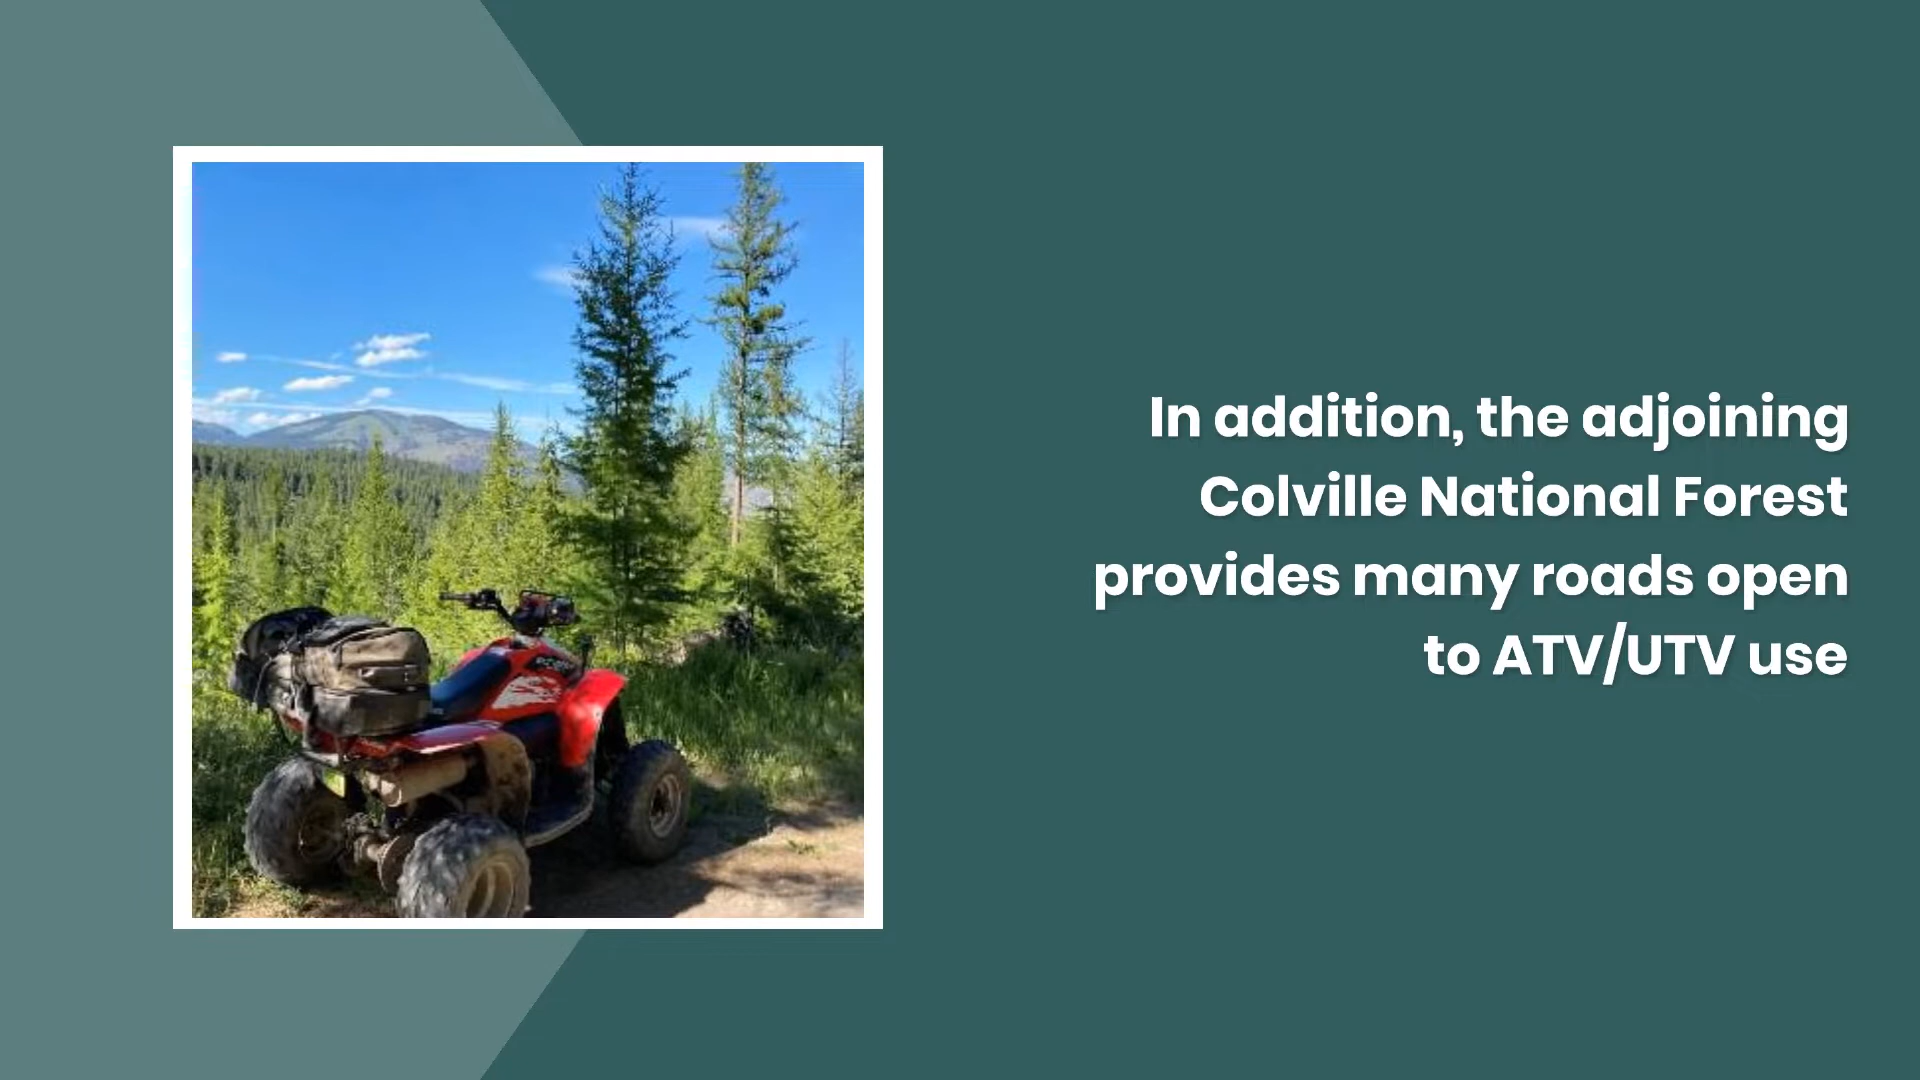 In addition, the adjoining
Colville National Forest
provides many roads open
to ATV/UTV use